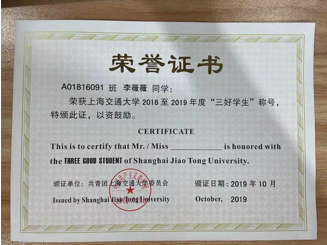 荣誉证书
A01816091 班 李薇薇 同学：
荣获上海交通大学 2018 至 2019 年度“三好学生”称号，
特颁此证，以资鼓励。
CERTIFICATE
This is to certify that Mr. / Miss ____________ is honored with
the THREE GOOD STUDENT of Shanghai Jiao Tong University.
颁证单位：共青团上海交通大学委员会 颁证日期：2019 年 10 月
Issued by Shanghai Jiao Tong University October, 2019